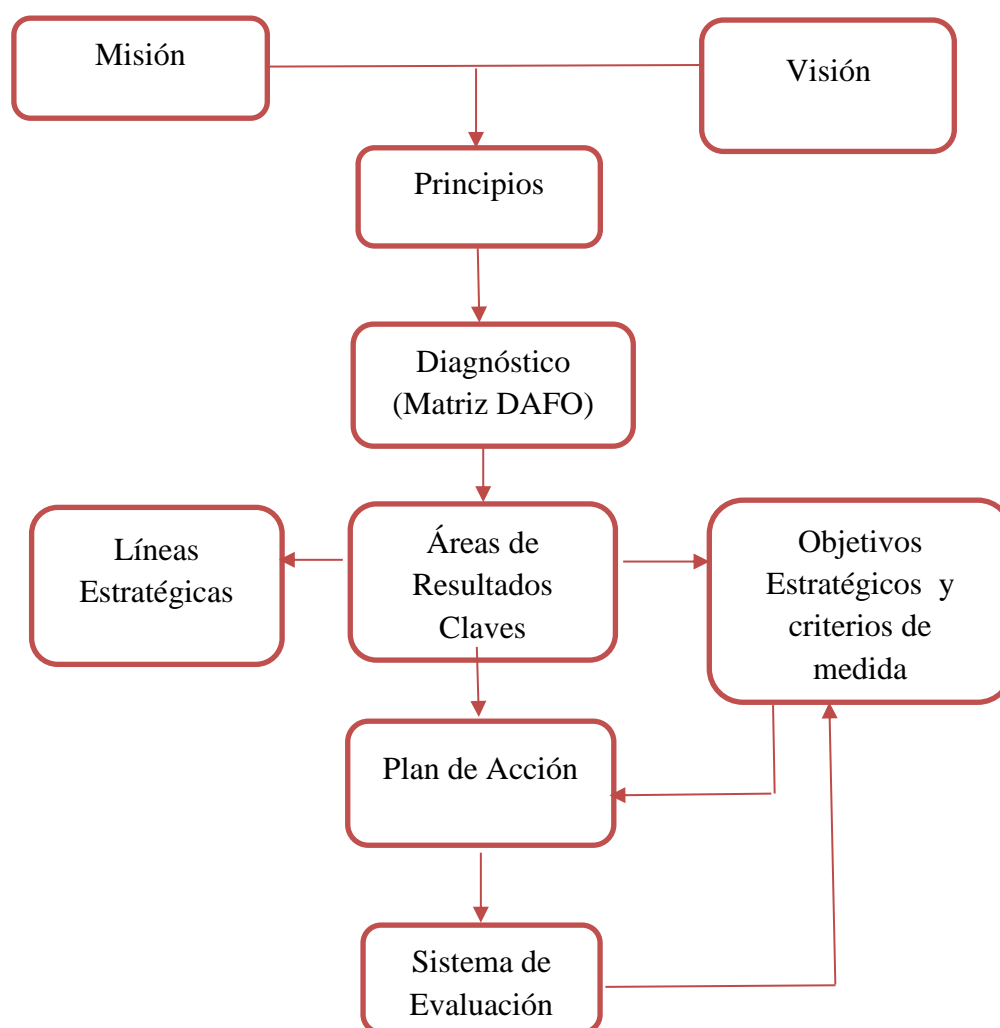 Misión
Visión
Principios
Diagnóstico
(Matriz DAFO)
Líneas
Estratégicas
Áreas de
Resultados
Claves
Objetivos
Estratégicos y
criterios de
medida
Plan de Acción
Sistema de
Evaluación